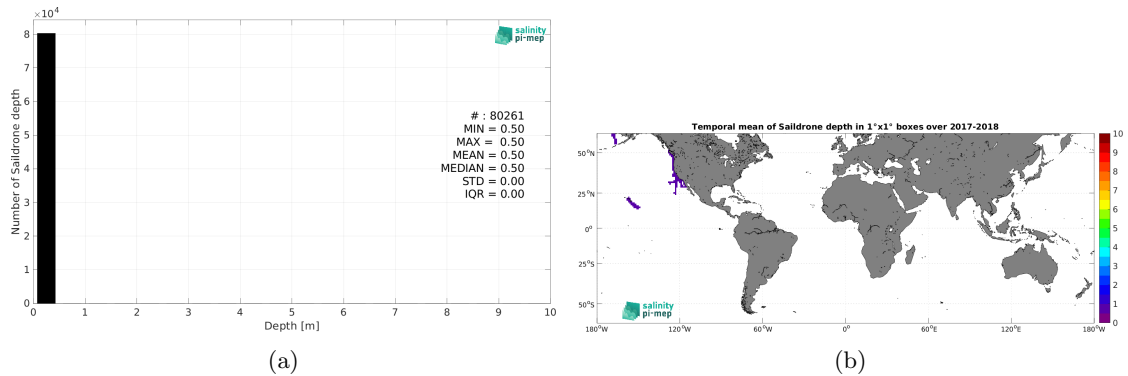 ×10⁴
8
7
6
5
4
3
2
1
0
Number of Saildrone depth
salinity
pi-mep
# : 80261
MIN = 0.50
MAX = 0.50
MEAN = 0.50
MEDIAN = 0.50
STD = 0.00
IQR = 0.00
0 1 2 3 4 5 6 7 8 9 10
Depth [m]
(a)
Temporal mean of Saildrone depth in 1°x1° boxes over 2017-2018
50°N
25°N
0°
25°S
50°S
salinity
pi-mep
180°W 120°W 60°W 0° 60°E 120°E 180°W
10
9
8
7
6
5
4
3
2
1
0
(b)